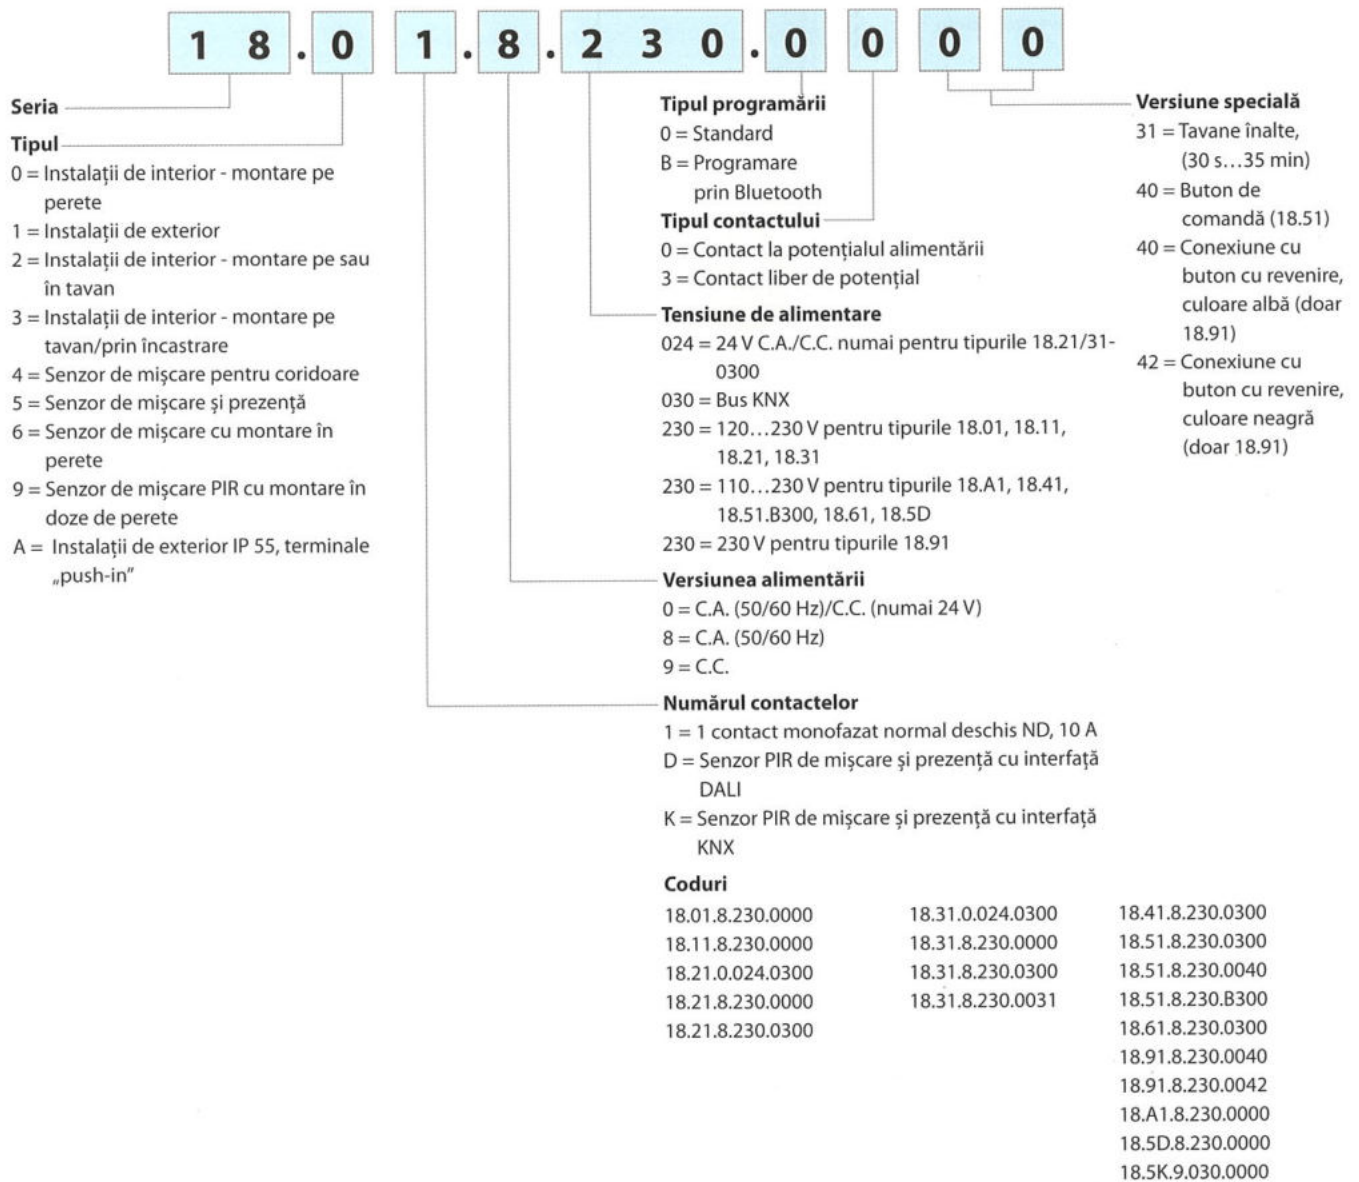 18.0 1.8.230.0 0 0 0
Seria
Tipul
0 = Instalații de interior - montare pe
perete
1 = Instalații de exterior
2 = Instalații de interior - montare pe sau
în tavan
3 = Instalații de interior - montare pe
tavan/prin încastrare
4 = Senzor de mișcare pentru coridoare
5 = Senzor de mișcare și prezență
6 = Senzor de mișcare cu montare în
perete
9 = Senzor de mișcare PIR cu montare în
doze de perete
A = Instalații de exterior IP 55, terminale
„push-in”
Tipul programării
0 = Standard
B = Programare
prin Bluetooth
Tipul contactului
0 = Contact la potențialul alimentării
3 = Contact liber de potențial
Tensiune de alimentare
024 = 24 V C.A./C.C. numai pentru tipurile 18.21/31-
0300
030 = Bus KNX
230 = 120…230 V pentru tipurile 18.01, 18.11,
18.21, 18.31
230 = 110…230 V pentru tipurile 18.A1, 18.41,
18.51.B300, 18.61, 18.5D
230 = 230 V pentru tipurile 18.91
Versiunea alimentării
0 = C.A. (50/60 Hz)/C.C. (numai 24 V)
8 = C.A. (50/60 Hz)
9 = C.C.
Numărul contactelor
1 = 1 contact monofazat normal deschis ND, 10 A
D = Senzor PIR de mișcare și prezență cu interfață
DALI
K = Senzor PIR de mișcare și prezență cu interfață
KNX
Versiune specială
31 = Tavane înalte,
(30 s…35 min)
40 = Buton de
comandă (18.51)
40 = Conexiune cu
buton cu revenire,
culoare albă (doar
18.91)
42 = Conexiune cu
buton cu revenire,
culoare neagră
(doar 18.91)
Coduri
18.01.8.230.0000
18.11.8.230.0000
18.21.0.024.0300
18.21.8.230.0000
18.21.8.230.0300
18.31.0.024.0300
18.31.8.230.0000
18.31.8.230.0300
18.31.8.230.0031
18.41.8.230.0300
18.51.8.230.0300
18.51.8.230.0040
18.51.8.230.B300
18.61.8.230.0300
18.91.8.230.0040
18.91.8.230.0042
18.A1.8.230.0000
18.5D.8.230.0000
18.5K.9.030.0000